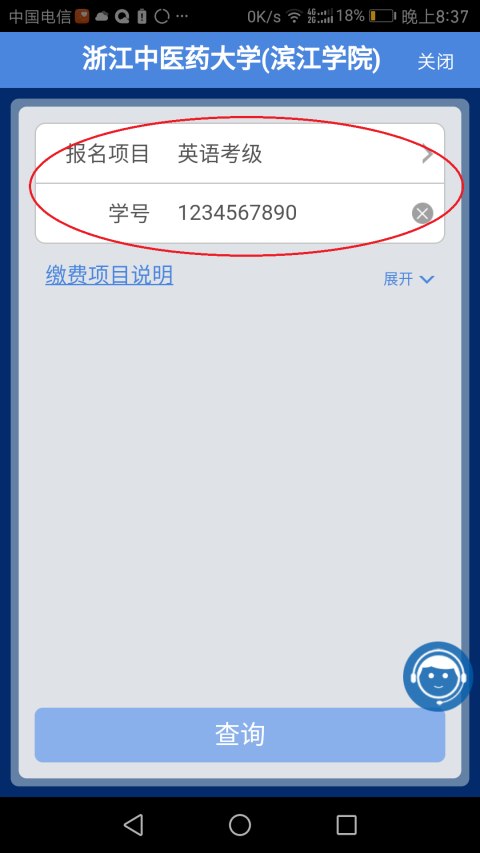 中国电信 ··· 0K/s 4G 2G 18% 晚上8:37
浙江中医药大学(滨江学院) 关闭
报名项目 英语考级
学号 1234567890
缴费项目说明 展开
查询